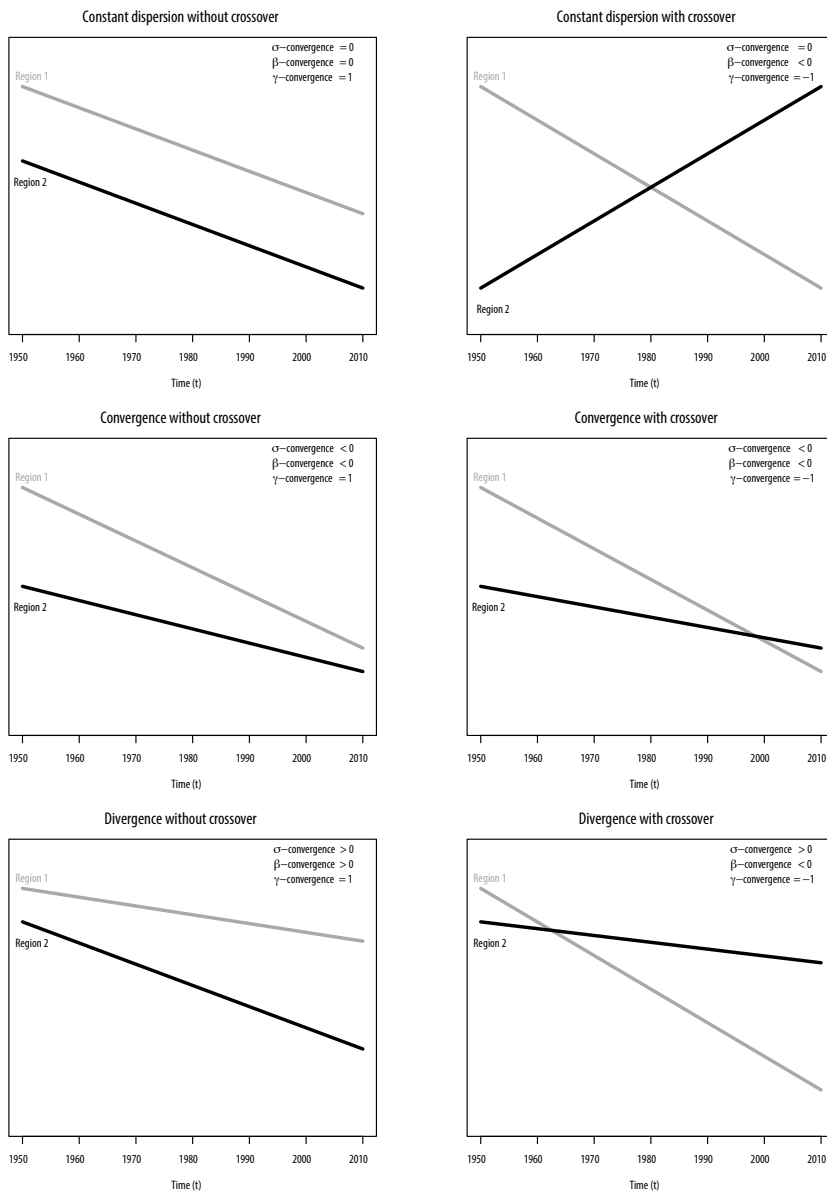 Constant dispersion without crossover
σ−convergence = 0
β−convergence = 0
γ−convergence = 1
Region 1
Region 2
1950 1960 1970 1980 1990 2000 2010
Time (t)
Constant dispersion with crossover
σ−convergence = 0
β−convergence < 0
γ−convergence = −1
Region 1
Region 2
1950 1960 1970 1980 1990 2000 2010
Time (t)
Convergence without crossover
σ−convergence < 0
β−convergence < 0
γ−convergence = 1
Region 1
Region 2
1950 1960 1970 1980 1990 2000 2010
Time (t)
Convergence with crossover
σ−convergence < 0
β−convergence < 0
γ−convergence = −1
Region 1
Region 2
1950 1960 1970 1980 1990 2000 2010
Time (t)
Divergence without crossover
σ−convergence > 0
β−convergence > 0
γ−convergence = 1
Region 1
Region 2
1950 1960 1970 1980 1990 2000 2010
Time (t)
Divergence with crossover
σ−convergence > 0
β−convergence < 0
γ−convergence = −1
Region 1
Region 2
1950 1960 1970 1980 1990 2000 2010
Time (t)